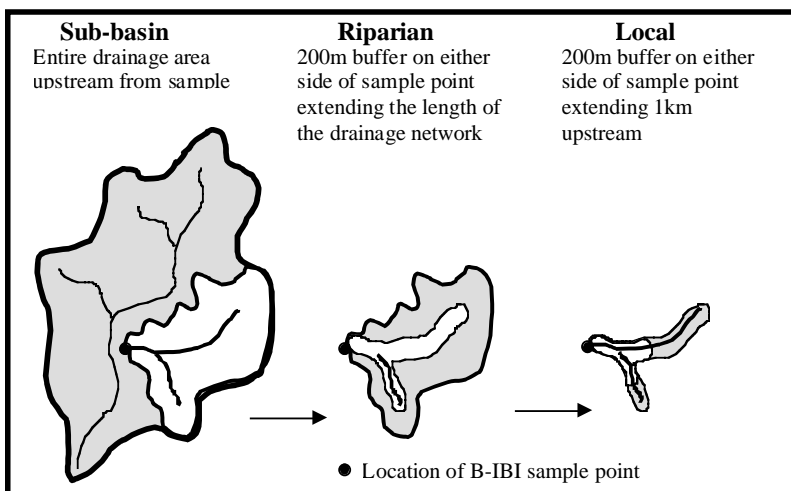 Sub-basin
Entire drainage area
upstream from sample
Riparian
200m buffer on either
side of sample point
extending the length of
the drainage network
Local
200m buffer on either
side of sample point
extending 1km
upstream
Location of B-IBI sample point